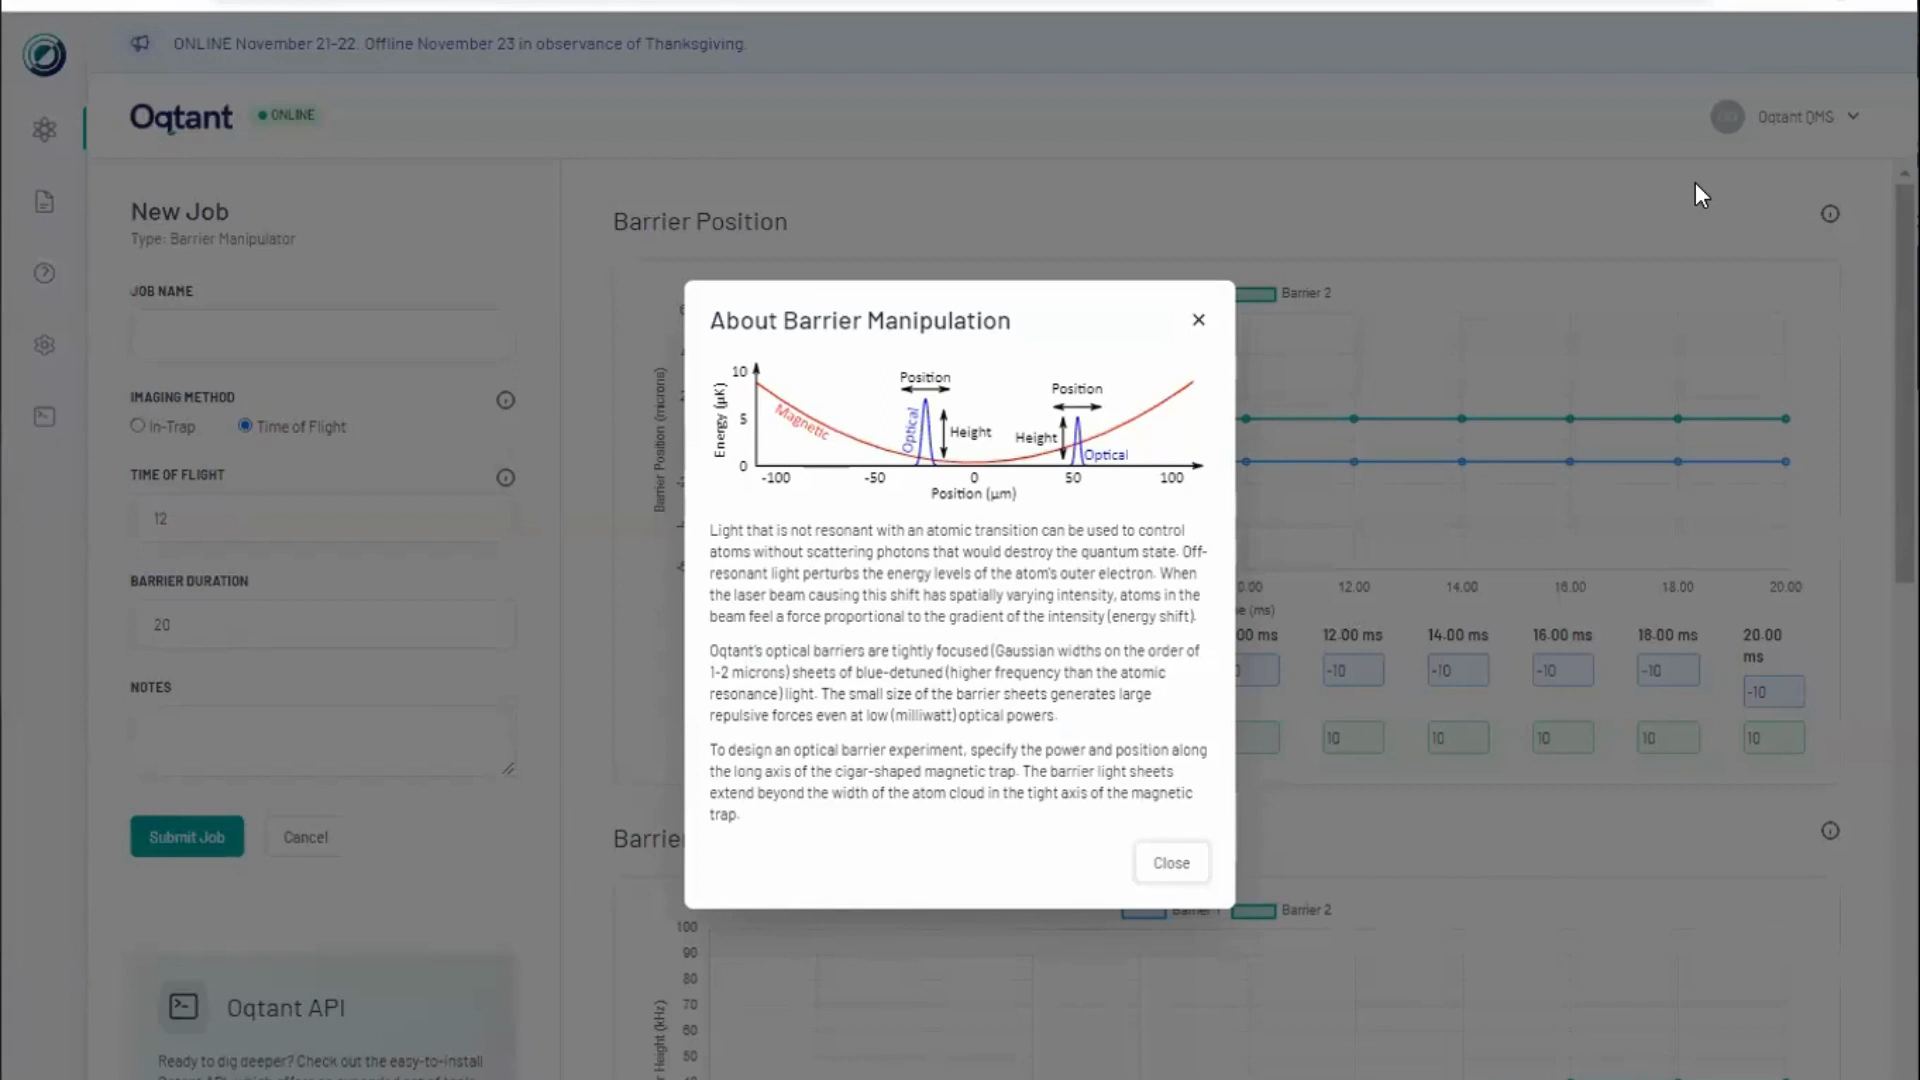 ONLINE November 21-22. Offline November 23 in observance of Thanksgiving.
Oqtant
ONLINE
Oqtant QMS
New Job
Type: Barrier Manipulator
JOB NAME
IMAGING METHOD
In-Trap
Time of Flight
TIME OF FLIGHT
12
BARRIER DURATION
20
NOTES
Submit Job
Cancel
Oqtant API
Ready to dig deeper? Check out the easy-to-install
Barrier Position
Barrier 2
Barrier Position (microns)
12.00
14.00
16.00
18.00
20.00
12.00 ms
14.00 ms
16.00 ms
18.00 ms
20.00
ms
-10
-10
-10
-10
-10
10
10
10
10
10
About Barrier Manipulation
10
5
0
Energy (µK)
Magnetic
Position
Optical
Height
Position
Height
Optical
-100
-50
0
50
100
Position (µm)
Light that is not resonant with an atomic transition can be used to control
atoms without scattering photons that would destroy the quantum state. Off-
resonant light perturbs the energy levels of the atom's outer electron. When
the laser beam causing this shift has spatially varying intensity, atoms in the
beam feel a force proportional to the gradient of the intensity (energy shift).
Oqtant's optical barriers are tightly focused (Gaussian widths on the order of
1-2 microns) sheets of blue-detuned (higher frequency than the atomic
resonance) light. The small size of the barrier sheets generates large
repulsive forces even at low (milliwatt) optical powers.
To design an optical barrier experiment, specify the power and position along
the long axis of the cigar-shaped magnetic trap. The barrier light sheets
extend beyond the width of the atom cloud in the tight axis of the magnetic
trap.
Close
Barrier 2
100
90
80
70
60
50
Height (kHz)